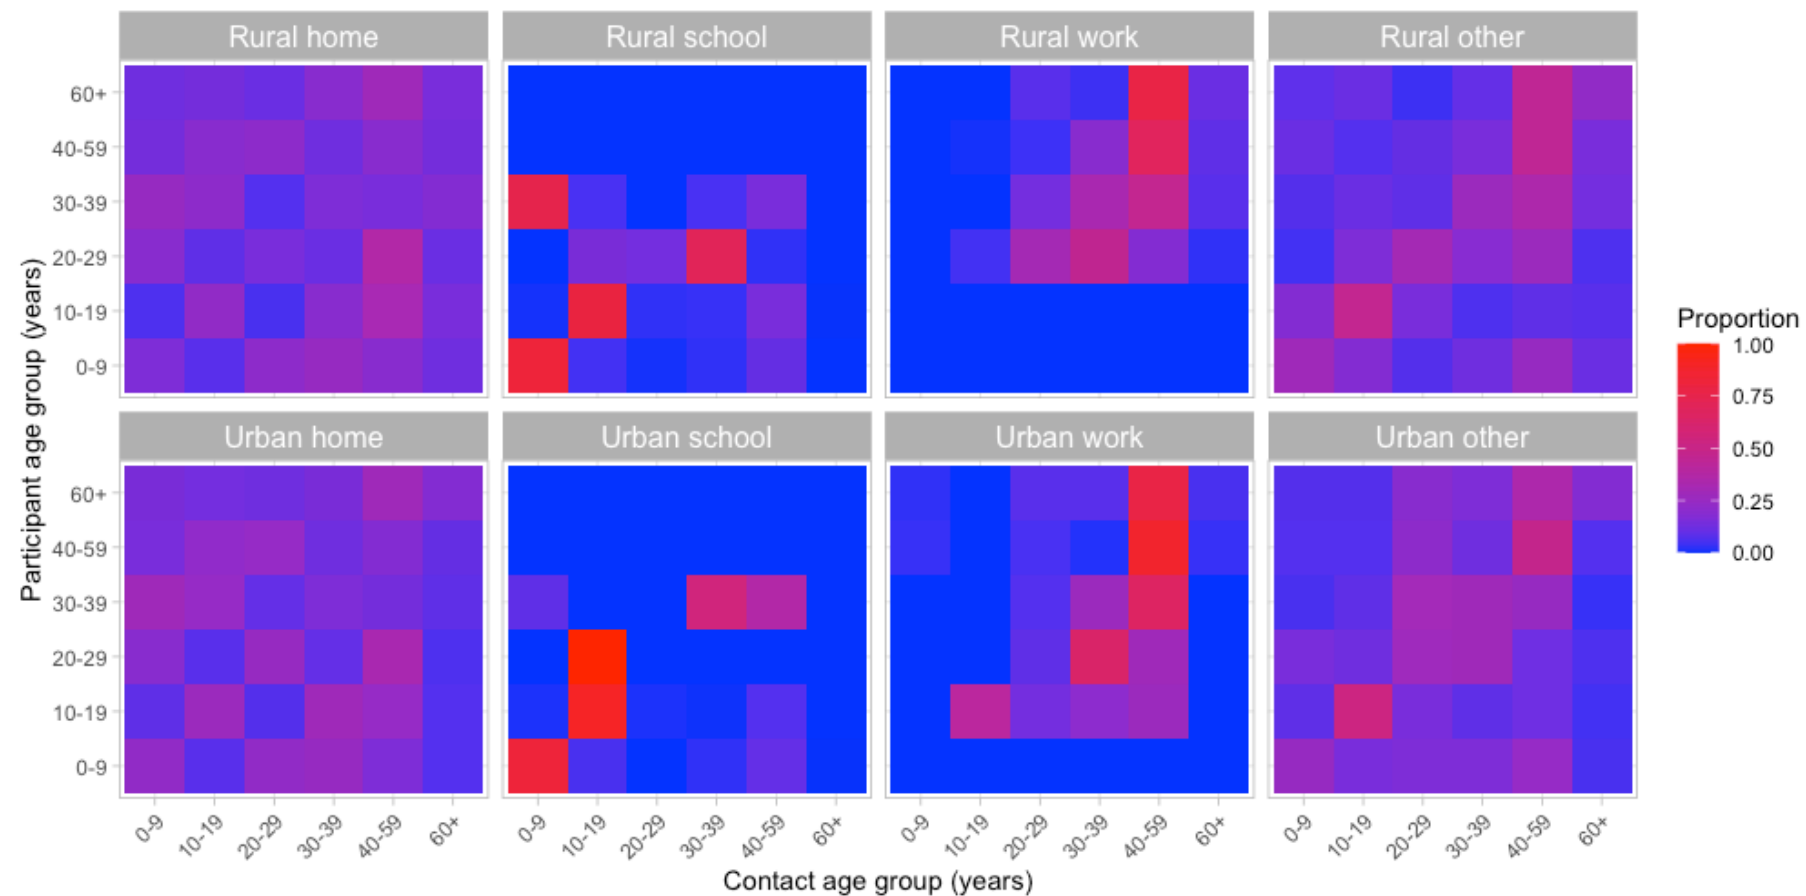 Rural home
Rural school
Rural work
Rural other
60+
40-59
30-39
20-29
10-19
0-9
Urban home
Urban school
Urban work
Urban other
60+
40-59
30-39
20-29
10-19
0-9
Participant age group (years)
0-9 10-19 20-29 30-39 40-59 60+
0-9 10-19 20-29 30-39 40-59 60+
0-9 10-19 20-29 30-39 40-59 60+
0-9 10-19 20-29 30-39 40-59 60+
Contact age group (years)
Proportion
1.00
0.75
0.50
0.25
0.00